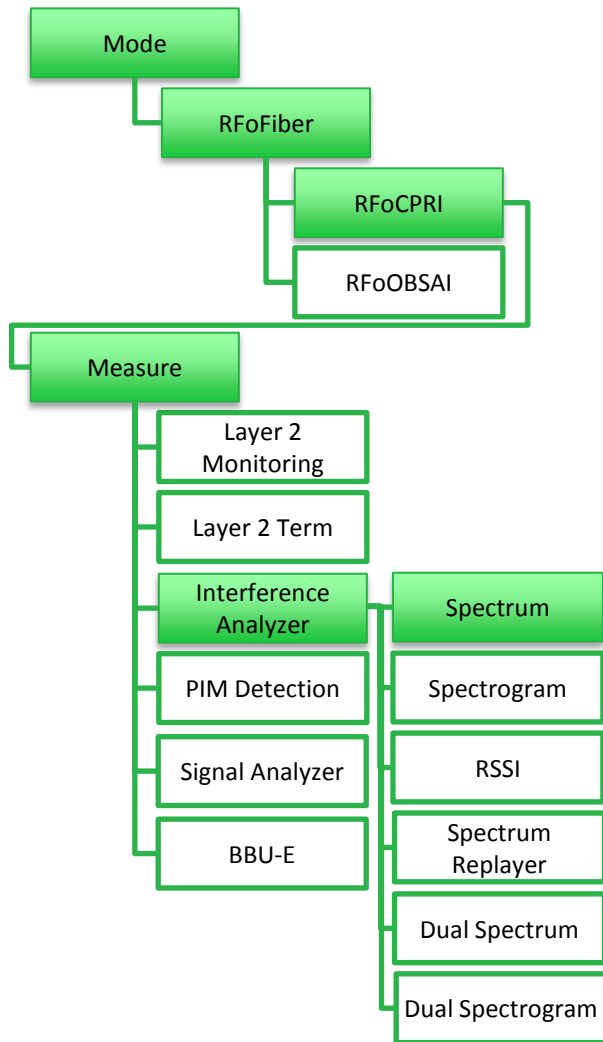 Mode
RFoFiber
RFoCPRI
RFoOBSAI
Measure
Layer 2
Monitoring
Layer 2 Term
Interference
Analyzer
PIM Detection
Signal Analyzer
BBU-E
Spectrum
Spectrogram
RSSI
Spectrum
Replayer
Dual Spectrum
Dual Spectrogram